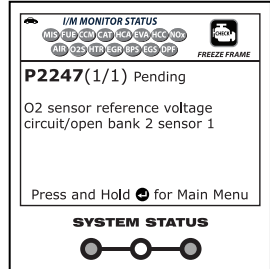 I/M MONITOR STATUS
MIS FUE CCM CAT HCA EVA HCC NOx
AIR O2S HTR EGR BPS EGS DPF
CHECK
FREEZE FRAME
P2247(1/1) Pending
O2 sensor reference voltage
circuit/open bank 2 sensor 1
Press and Hold for Main Menu
SYSTEM STATUS